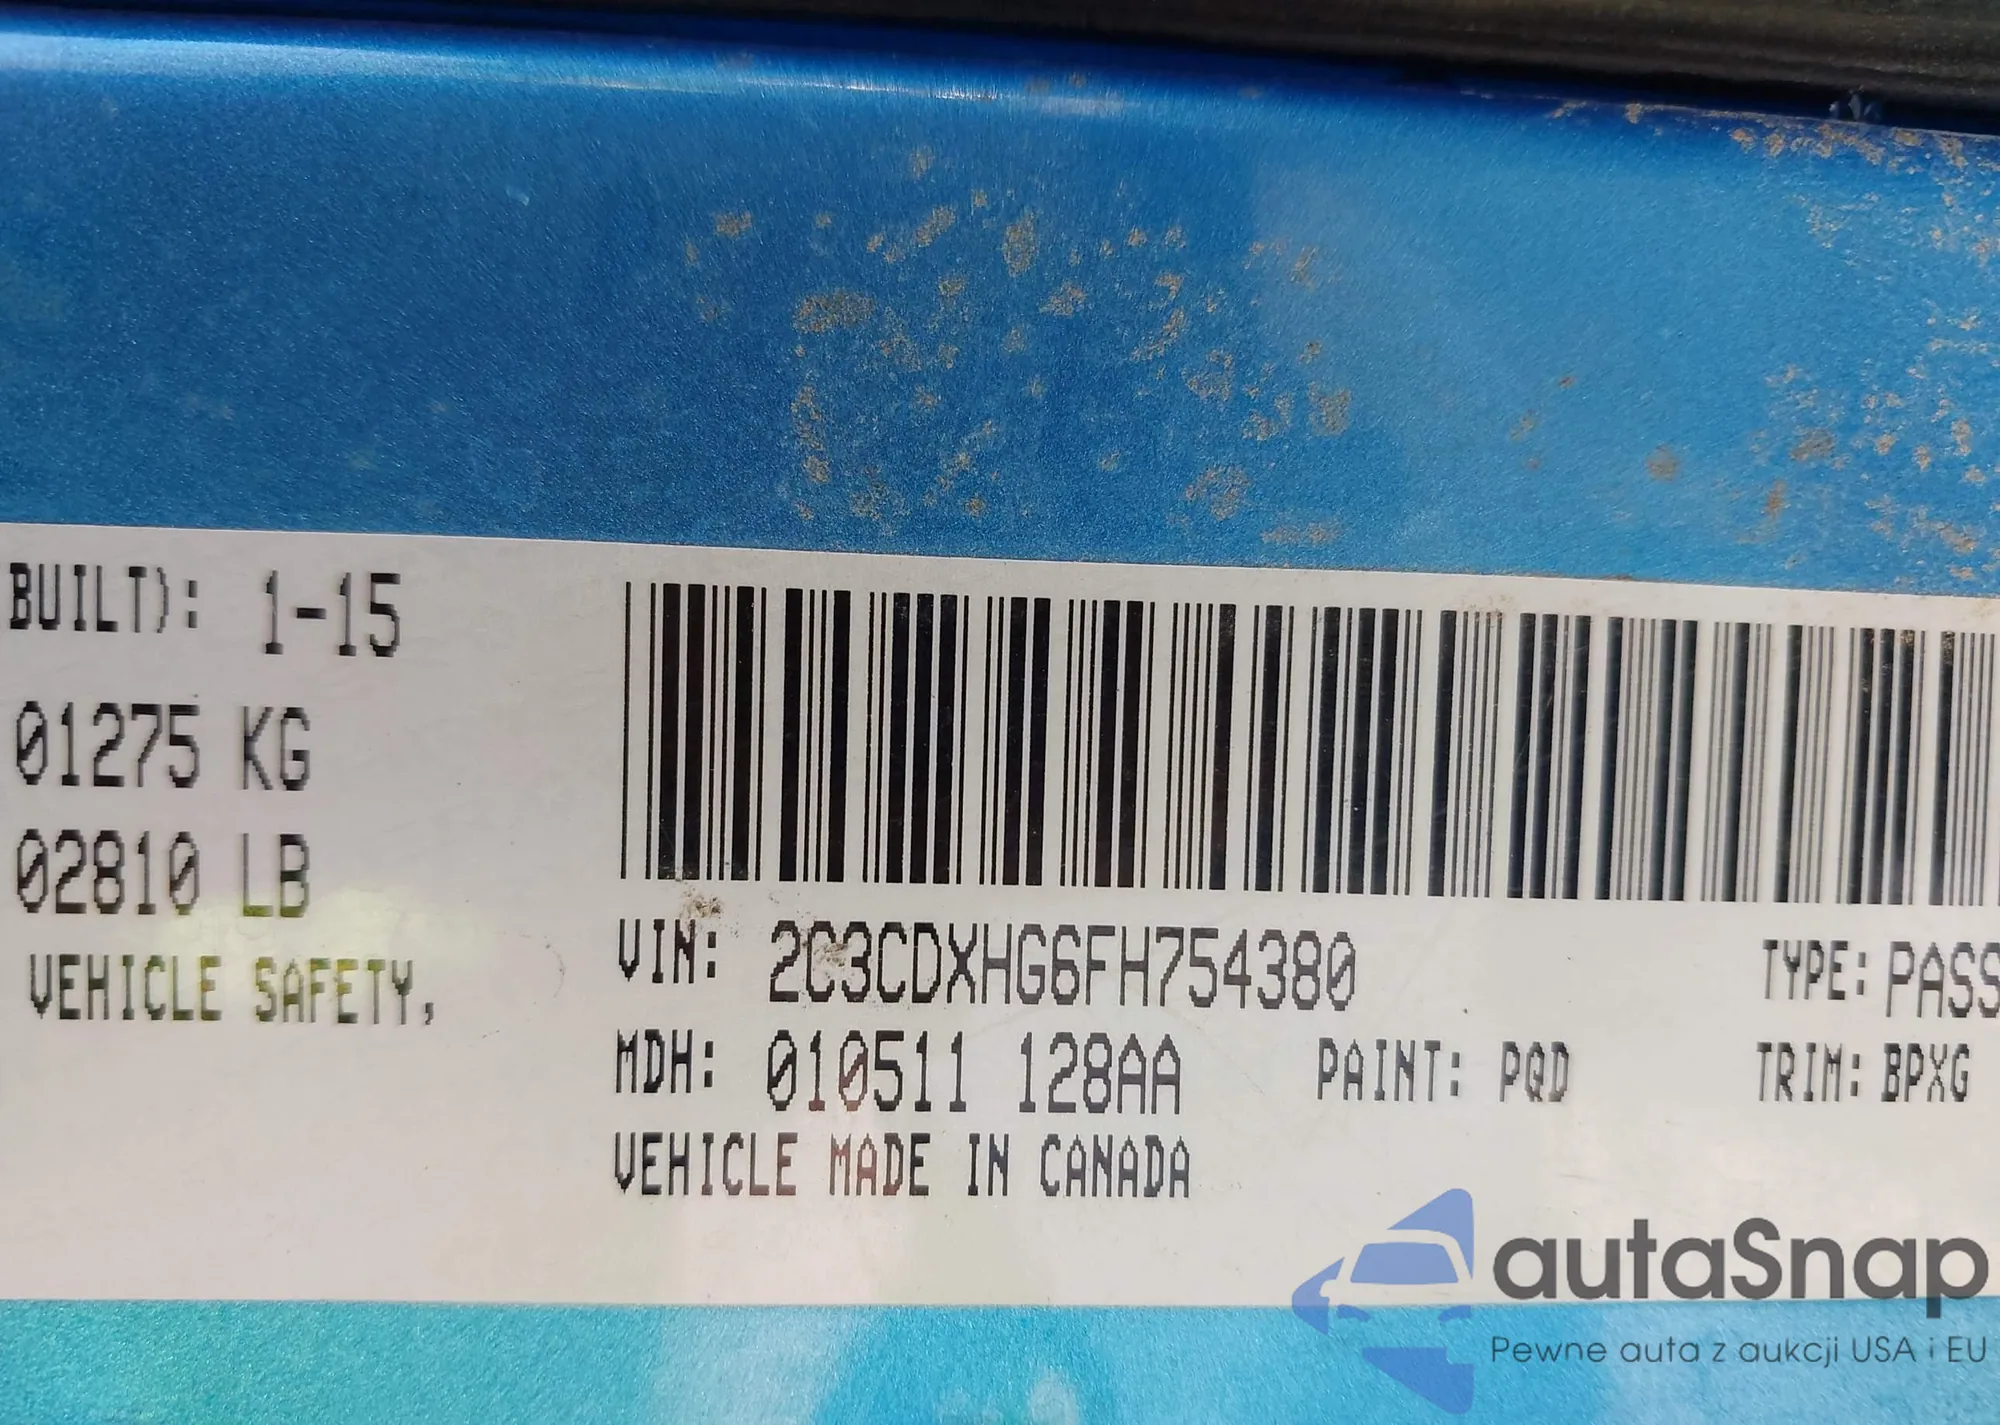 BUILT): 1-15
01275 KG
02810 LB
VEHICLE SAFETY,
VIN: 2C3CDXHG6FH754380 TYPE: PASS
MDH: 010511 128AA PAINT: PQD TRIM: BPXG
VEHICLE MADE IN CANADA
autaSnap
Pewne auta z aukcji USA i EU